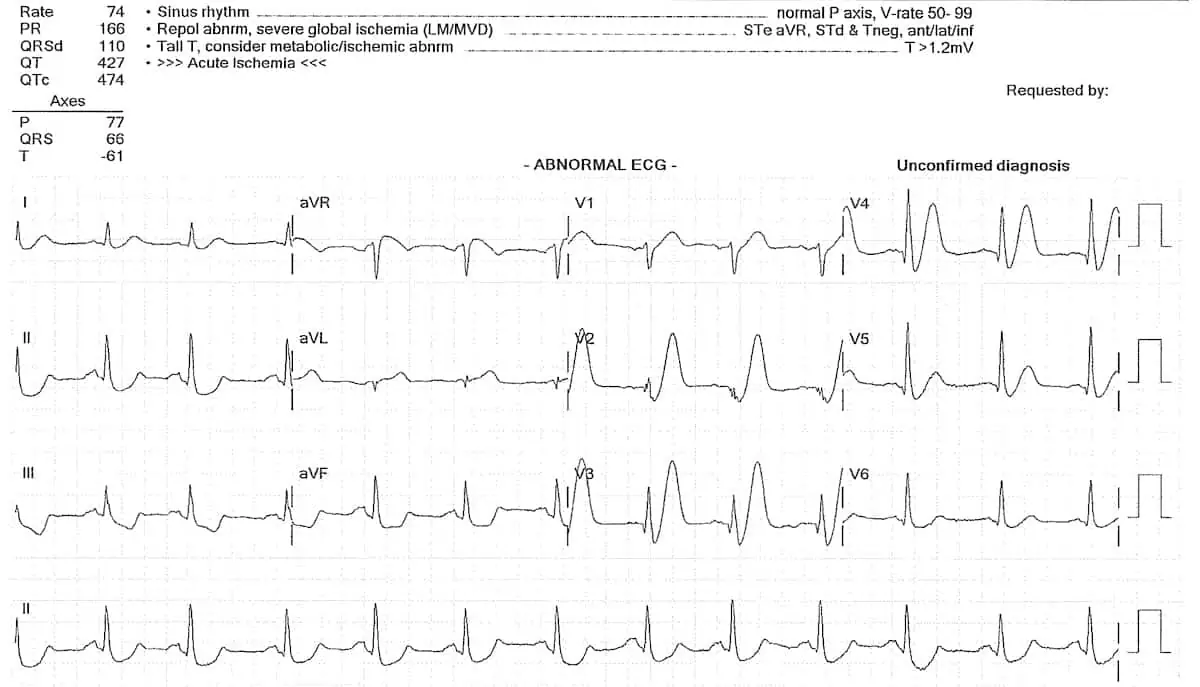 Rate 74 • Sinus rhythm normal P axis, V-rate 50- 99
PR 166 • Repol abnrm, severe global ischemia (LM/MVD) STe aVR, STd & Tneg, ant/lat/inf
QRSd 110 • Tall T, consider metabolic/ischemic abnrm T >1.2mV
QT 427 • >>> Acute Ischemia <<<
QTc 474
Requested by:
Axes
P 77
QRS 66
T -61
- ABNORMAL ECG - Unconfirmed diagnosis
I aVR V1 V4
II aVL V2 V5
III aVF V3 V6
II